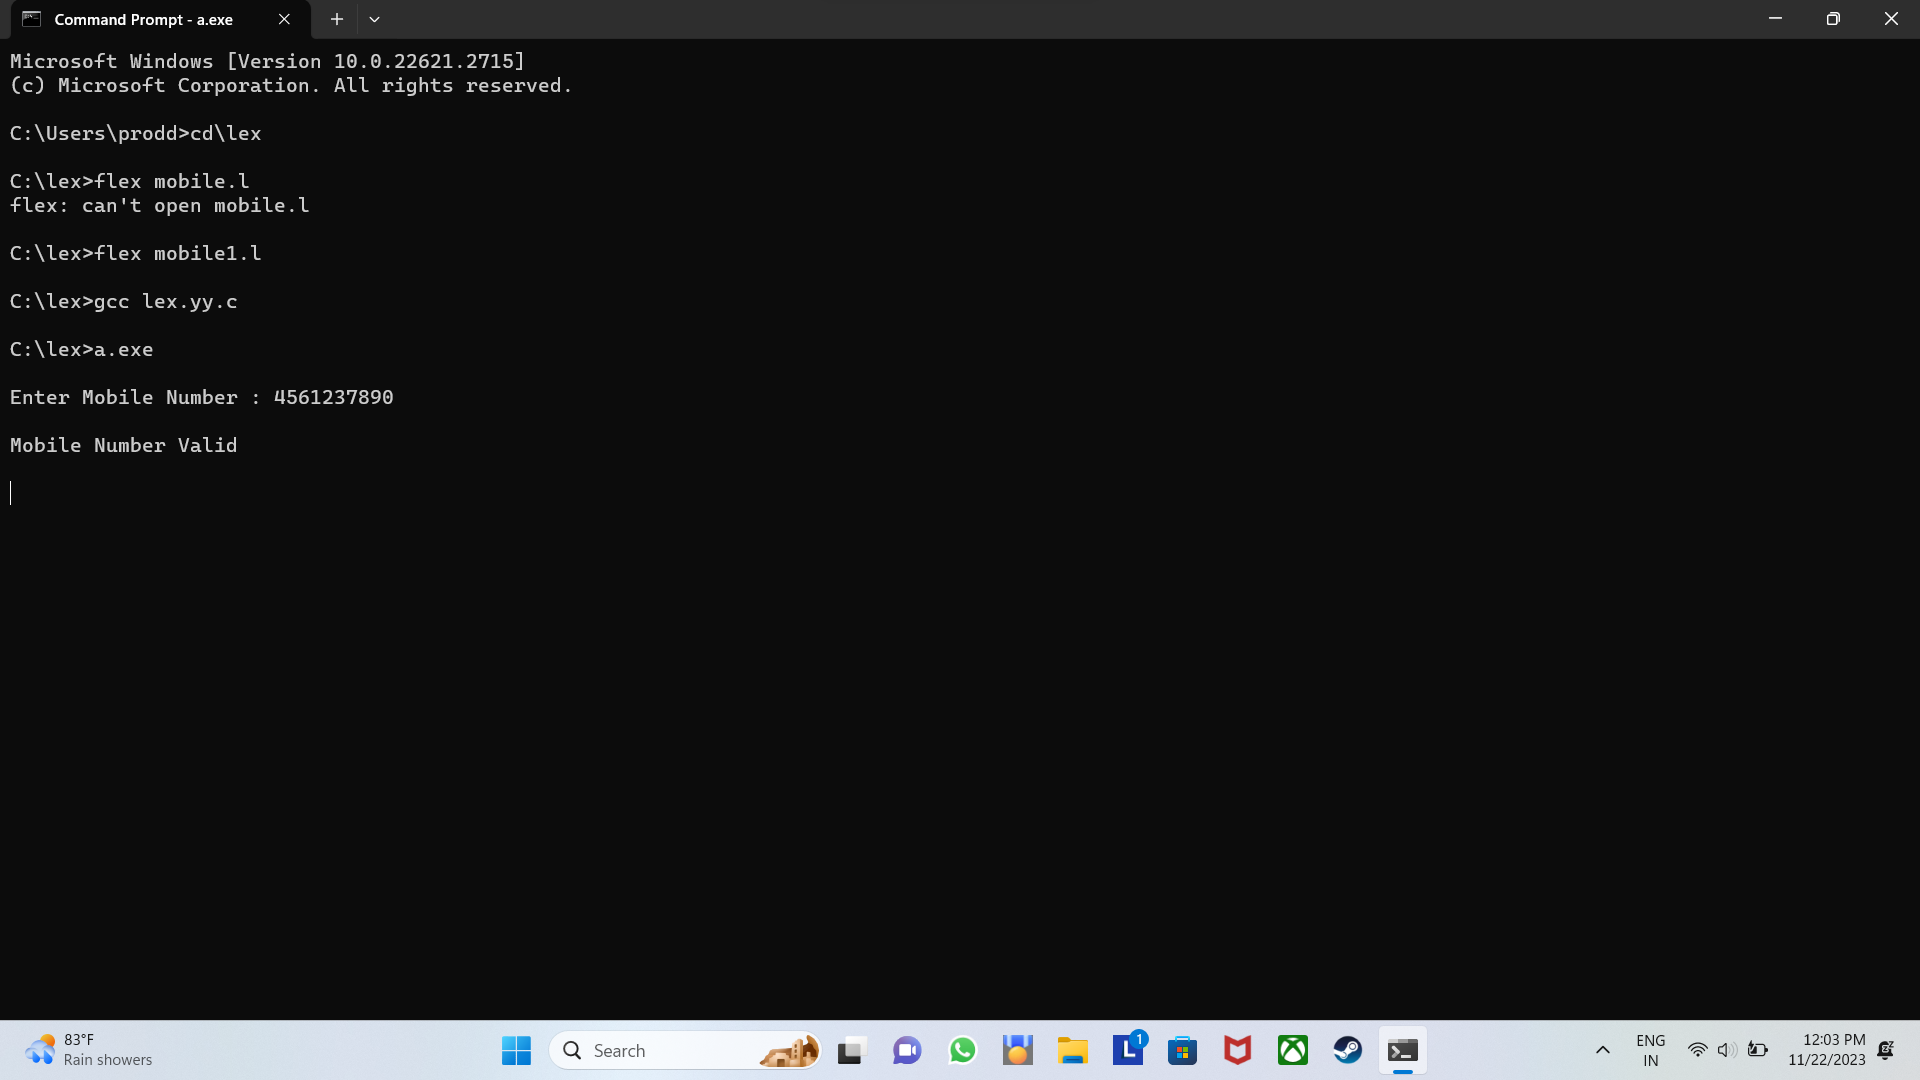 Command Prompt - a.exe
Microsoft Windows [Version 10.0.22621.2715]
(c) Microsoft Corporation. All rights reserved.
C:\Users\prodd>cd\lex
C:\lex>flex mobile.l
flex: can't open mobile.l
C:\lex>flex mobile1.l
C:\lex>gcc lex.yy.c
C:\lex>a.exe
Enter Mobile Number : 4561237890
Mobile Number Valid
83°F
Rain showers
Search
L
1
ENG
IN
12:03 PM
11/22/2023